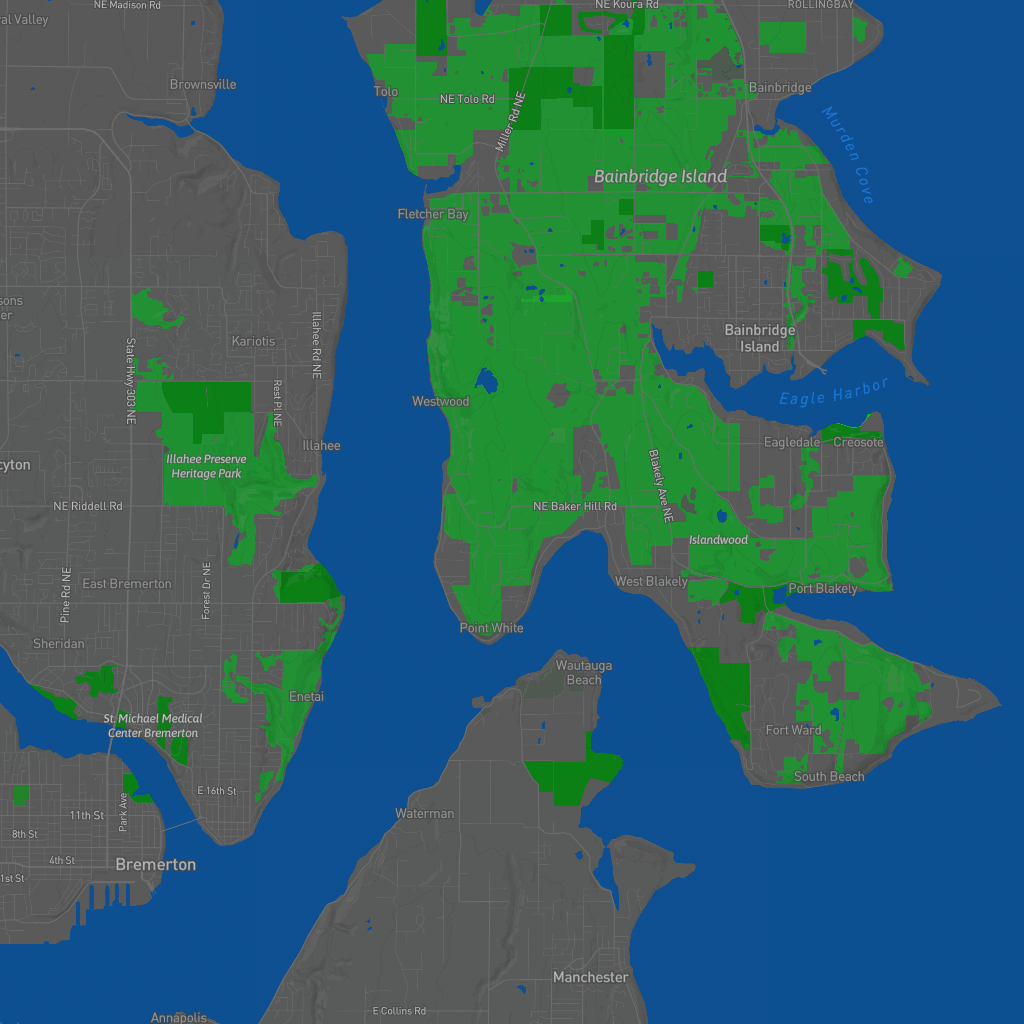 NE Madison Rd
NE Koura Rd
ROLLINGBAY
Brownsville
Tolo
NE Tolo Rd
Miller Rd NE
Bainbridge
Murden Cove
Bainbridge Island
Fletcher Bay
State Hwy 303 NE
Kariotis
Illahee Rd NE
Bainbridge
Island
Rest Pl NE
Westwood
Eagle Harbor
Illahee
Eagledale
Creosote
Illahee Preserve
Heritage Park
Blakely Ave NE
NE Riddell Rd
NE Baker Hill Rd
Islandwood
Pine Rd NE
East Bremerton
Forest Dr NE
West Blakely
Port Blakely
Point White
Sheridan
Wautauga
Beach
Enetai
St. Michael Medical
Center Bremerton
Fort Ward
South Beach
E 16th St
Park Ave
11th St
Waterman
8th St
4th St
Bremerton
1st St
Manchester
E Collins Rd
Annapolis